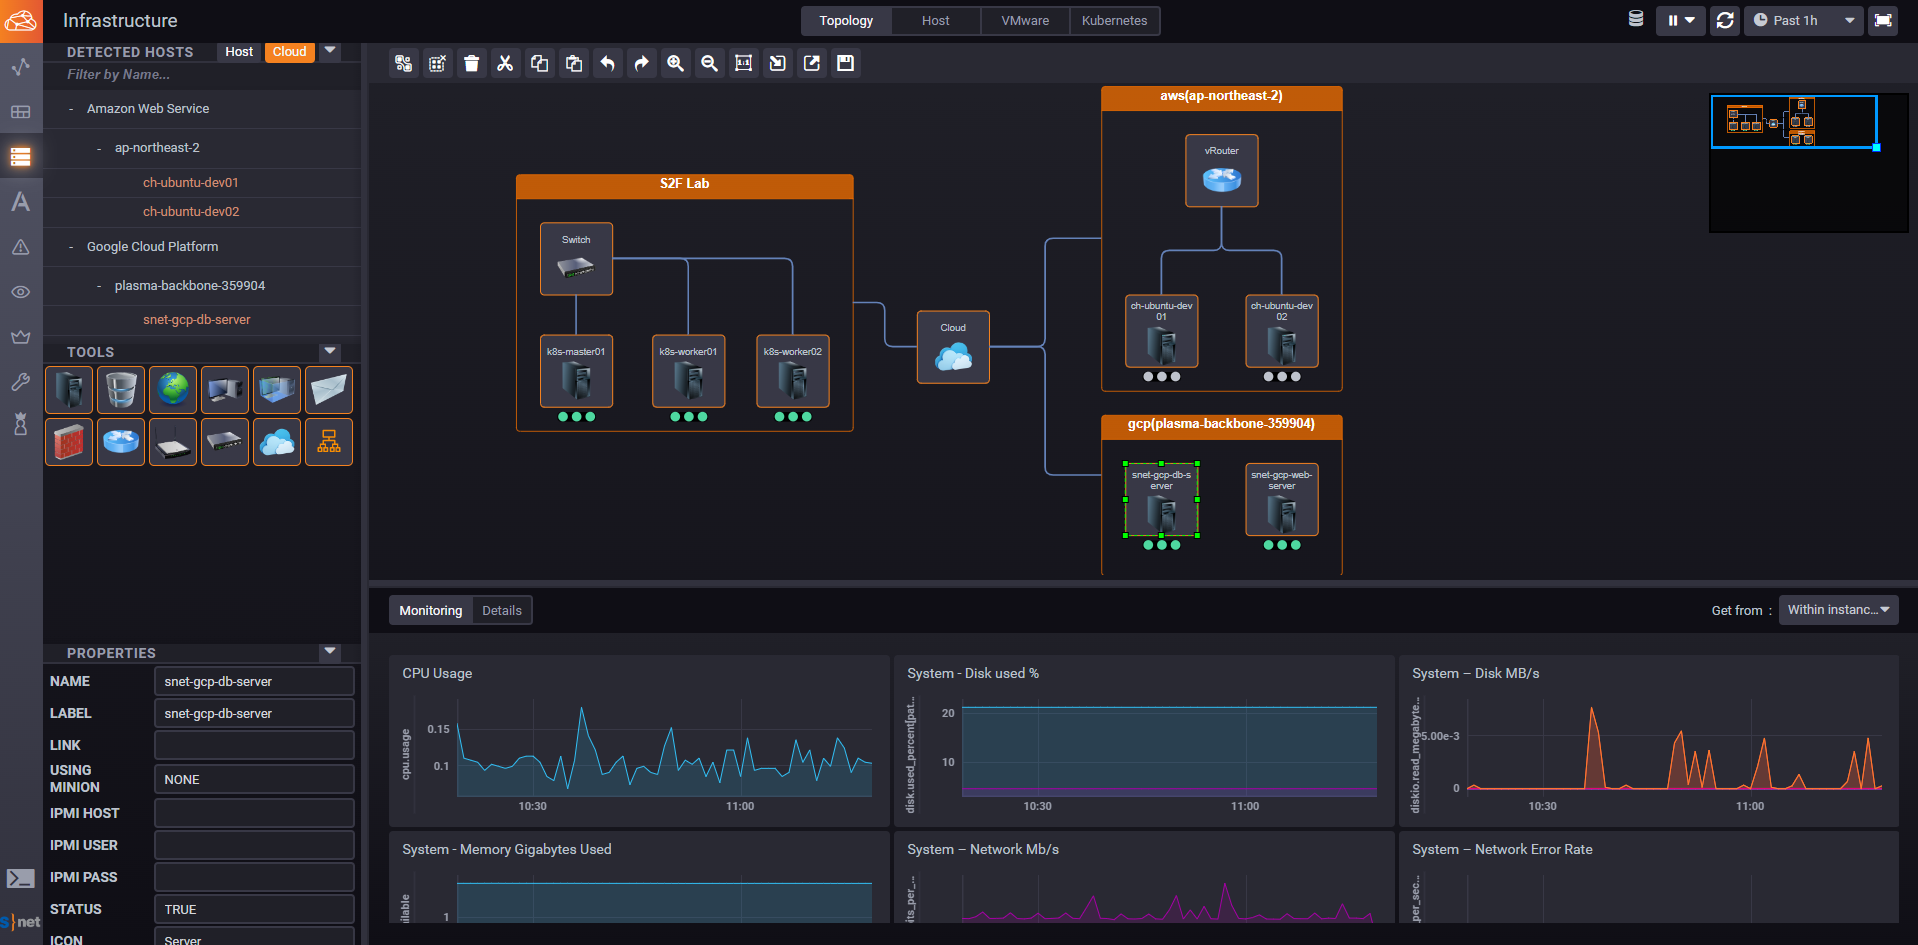 Infrastructure
Topology
Host
VMware
Kubernetes
Past 1h
DETECTED HOSTS
Host
Cloud
Filter by Name...
- Amazon Web Service
- ap-northeast-2
ch-ubuntu-dev01
ch-ubuntu-dev02
- Google Cloud Platform
- plasma-backbone-359904
snet-gcp-db-server
TOOLS
PROPERTIES
NAME
snet-gcp-db-server
LABEL
snet-gcp-db-server
LINK
USING
MINION
NONE
IPMI HOST
IPMI USER
IPMI PASS
STATUS
TRUE
ICON
Server
S}net
1:1
S2F Lab
Switch
k8s-master01
k8s-worker01
k8s-worker02
Cloud
aws(ap-northeast-2)
vRouter
ch-ubuntu-dev
01
ch-ubuntu-dev
02
gcp(plasma-backbone-359904)
snet-gcp-db-s
erver
snet-gcp-web-
server
Monitoring
Details
Get from :
Within instanc...
CPU Usage
cpu.usage
0.15
0.1
10:30
11:00
System - Disk used %
disk.used_percent[pat...
20
10
10:30
11:00
System – Disk MB/s
diskio.read_megabyte...
5.00e-3
0
10:30
11:00
System - Memory Gigabytes Used
ilable
1
System – Network Mb/s
its_per_...
System – Network Error Rate
per_sec...